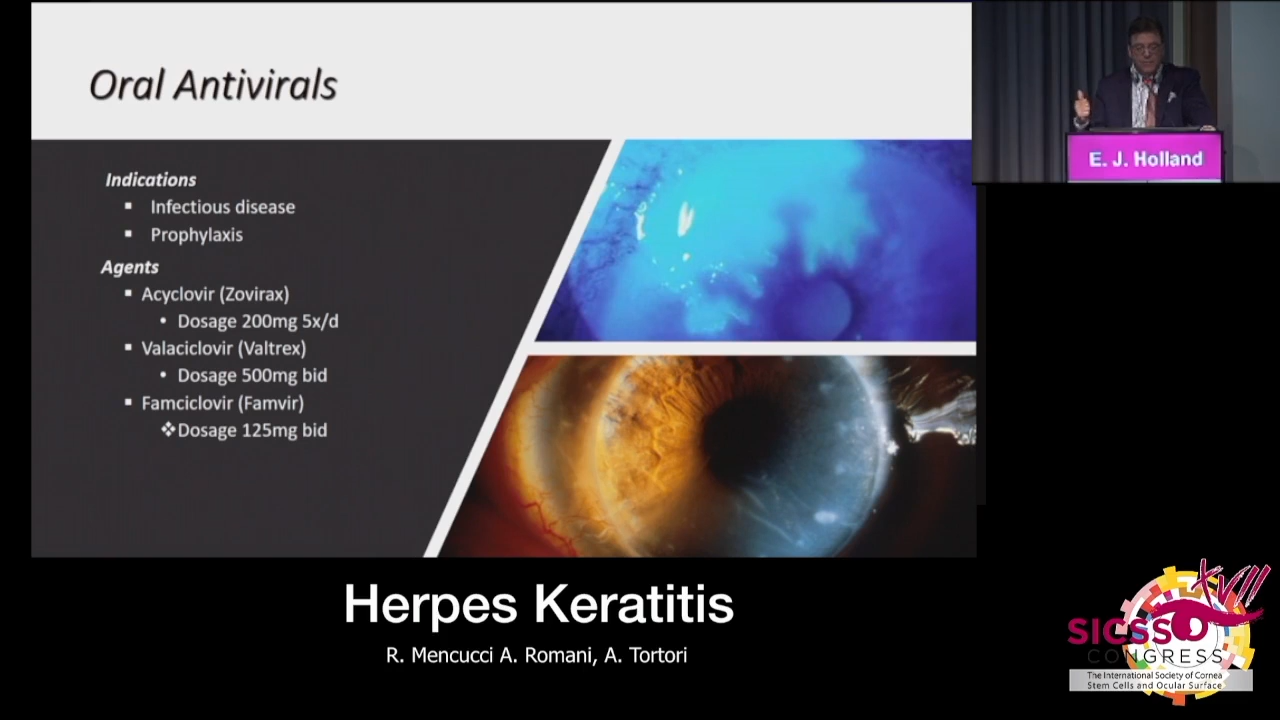 Oral Antivirals
Indications
▪ Infectious disease
▪ Prophylaxis
Agents
▪ Acyclovir (Zovirax)
• Dosage 200mg 5x/d
▪ Valaciclovir (Valtrex)
• Dosage 500mg bid
▪ Famciclovir (Famvir)
❖Dosage 125mg bid
E. J. Holland
Herpes Keratitis
R. Mencucci A. Romani, A. Tortori
XVII
SICSSO
CONGRESS
The International Society of Cornea
Stem Cells and Ocular Surface